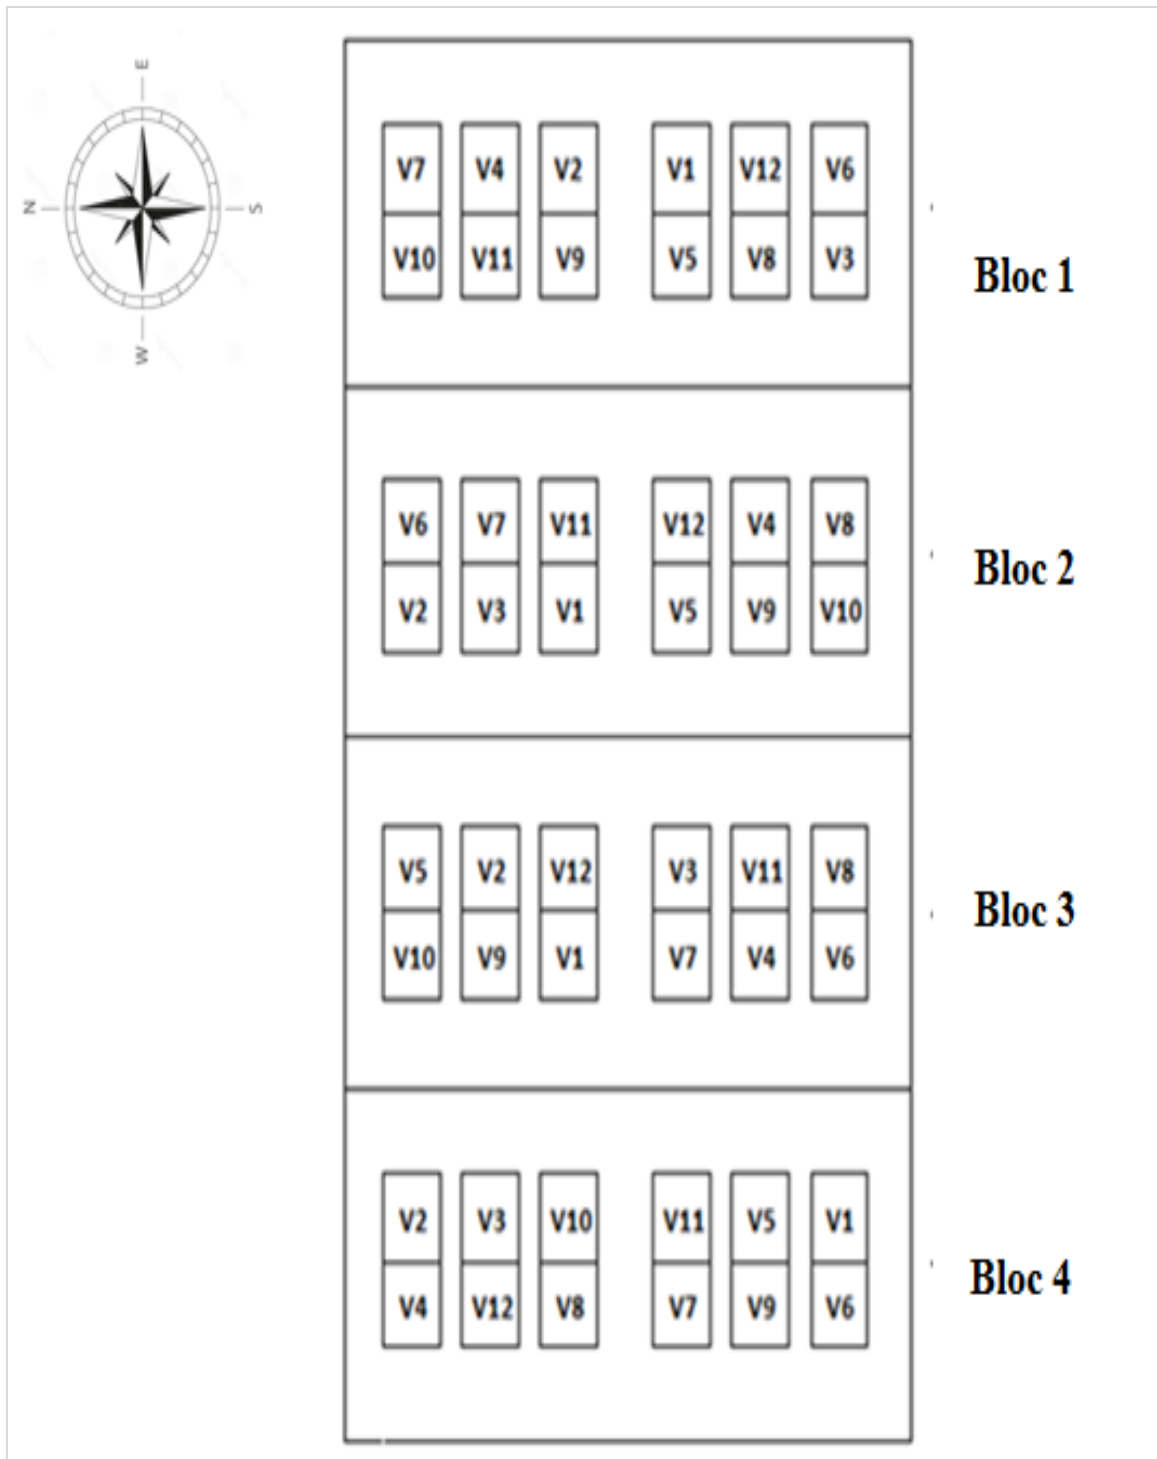 E
N S
W
V7 V4 V2 V1 V12 V6
V10 V11 V9 V5 V8 V3
Bloc 1
V6 V7 V11 V12 V4 V8
V2 V3 V1 V5 V9 V10
Bloc 2
V5 V2 V12 V3 V11 V8
V10 V9 V1 V7 V4 V6
Bloc 3
V2 V3 V10 V11 V5 V1
V4 V12 V8 V7 V9 V6
Bloc 4